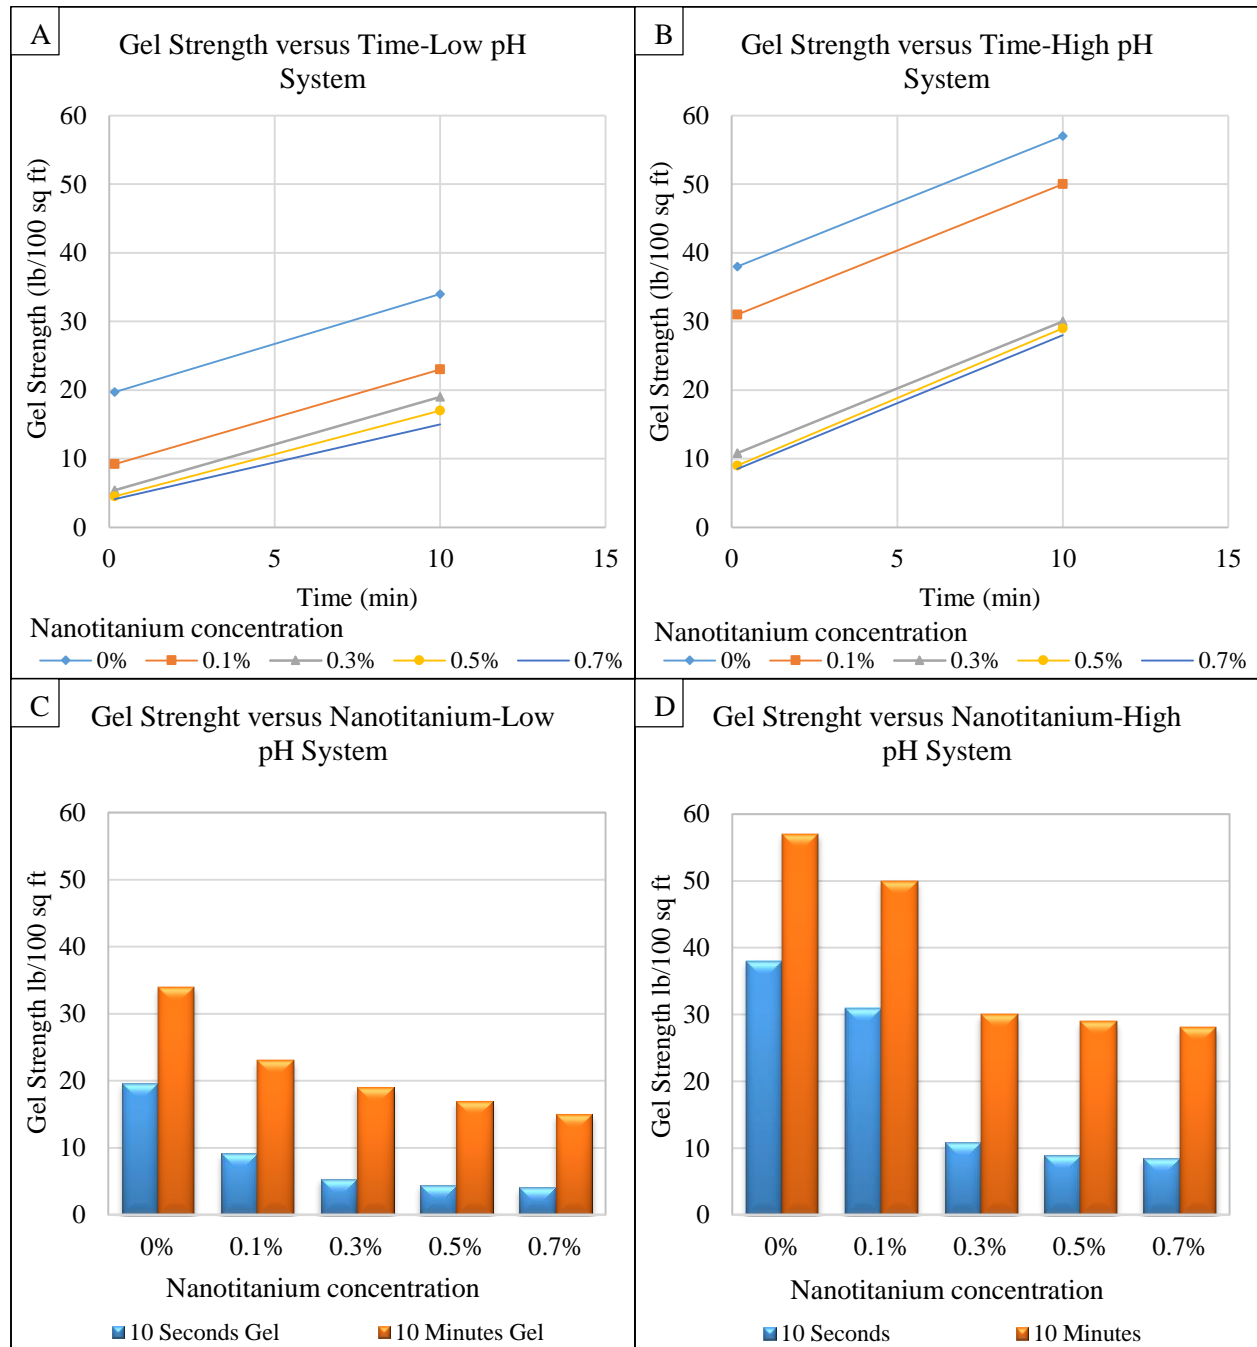 A
Gel Strength versus Time-Low pH
System
60
50
40
30
20
10
0
Gel Strength (lb/100 sq ft)
0
5
10
15
Time (min)
Nanotitanium concentration
0%
0.1%
0.3%
0.5%
0.7%
B
Gel Strength versus Time-High pH
System
60
50
40
30
20
10
0
Gel Strength (lb/100 sq ft)
0
5
10
15
Time (min)
Nanotitanium concentration
0%
0.1%
0.3%
0.5%
0.7%
C
Gel Strenght versus Nanotitanium-Low
pH System
60
50
40
30
20
10
0
Gel Strength lb/100 sq ft
0%
0.1%
0.3%
0.5%
0.7%
Nanotitanium concentration
10 Seconds Gel
10 Minutes Gel
D
Gel Strenght versus Nanotitanium-High
pH System
60
50
40
30
20
10
0
Gel Strength lb/100 sq ft
0%
0.1%
0.3%
0.5%
0.7%
Nanotitanium concentration
10 Seconds
10 Minutes